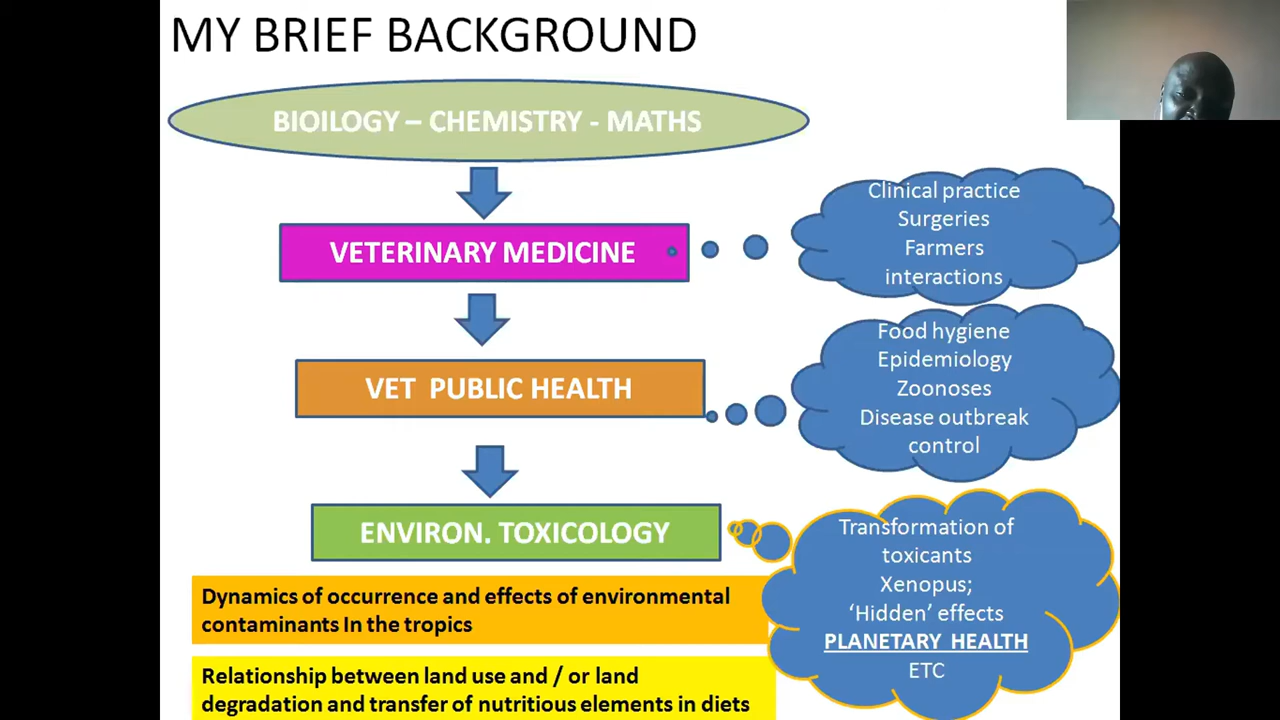 MY BRIEF BACKGROUND
BIOILOGY – CHEMISTRY - MATHS
VETERINARY MEDICINE
Clinical practice
Surgeries
Farmers
interactions
VET PUBLIC HEALTH
Food hygiene
Epidemiology
Zoonoses
Disease outbreak
control
ENVIRON. TOXICOLOGY
Transformation of
toxicants
Xenopus;
‘Hidden’ effects
PLANETARY HEALTH
ETC
Dynamics of occurrence and effects of environmental
contaminants In the tropics
Relationship between land use and / or land
degradation and transfer of nutritious elements in diets